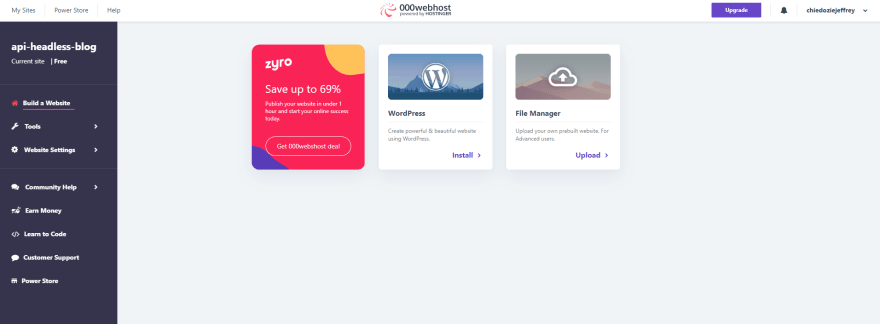 My Sites Power Store Help
000webhost
powered by HOSTINGER
Upgrade
chiedoziejeffrey
api-headless-blog
Current site | Free
Build a Website
Tools
Website Settings
Community Help
Earn Money
Learn to Code
Customer Support
Power Store
zyro
Save up to 69%
Publish your website in under 1
hour and start your online success
today.
Get 000webshost deal
WordPress
Create powerful & beautiful website
using WordPress.
Install
File Manager
Upload your own prebuilt website. For
Advanced users.
Upload